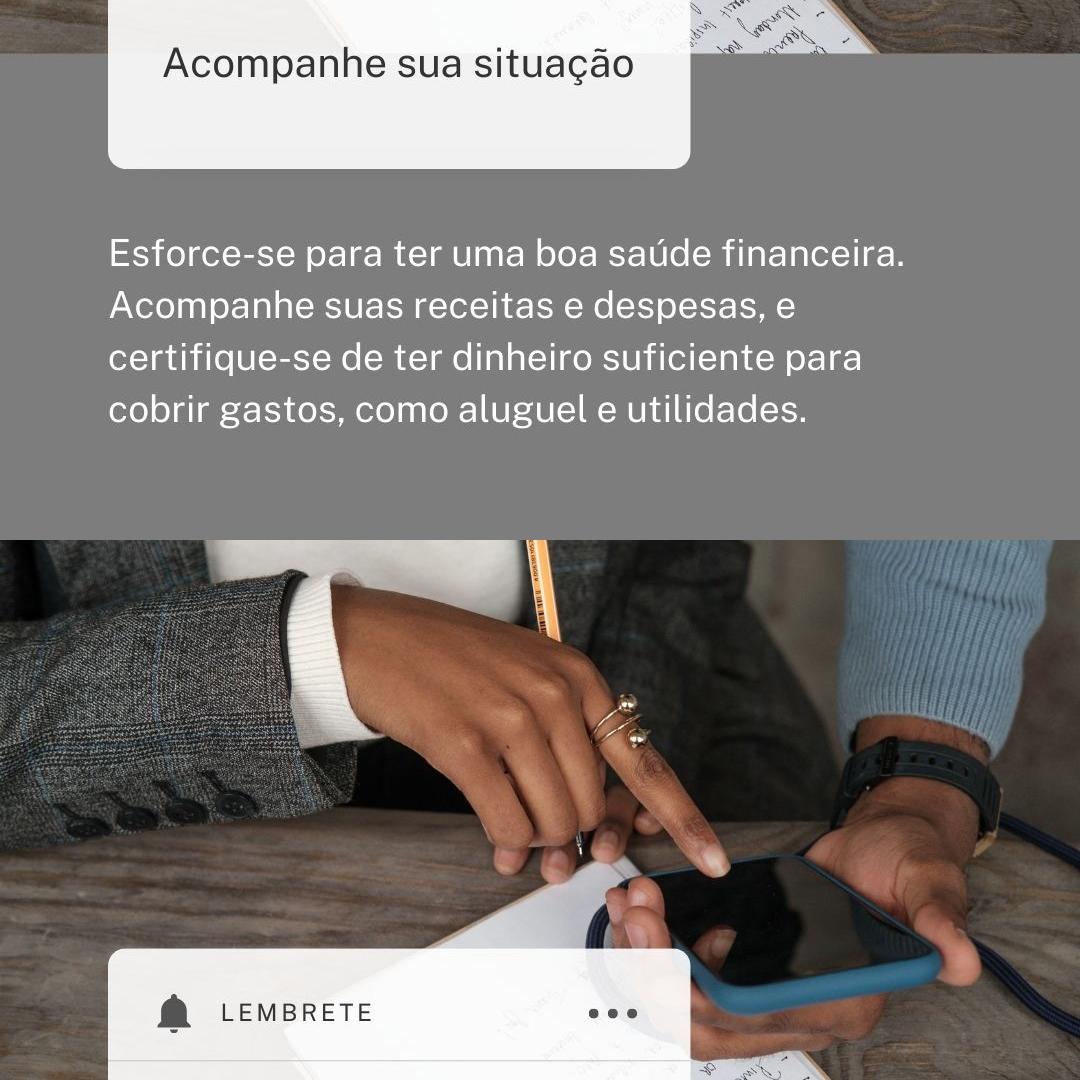 Acompanhe sua situação
Esforce-se para ter uma boa saúde financeira.
Acompanhe suas receitas e despesas, e
certifique-se de ter dinheiro suficiente para
cobrir gastos, como aluguel e utilidades.
LEMBRETE